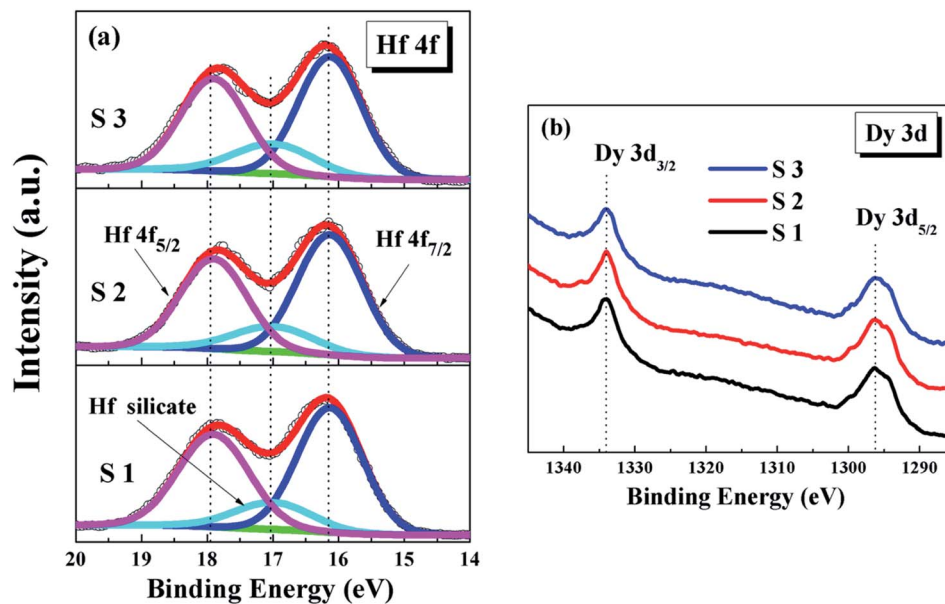 (a)
Hf 4f
S 3
Hf 4f5/2
Hf 4f7/2
S 2
Hf silicate
S 1
20 19 18 17 16 15 14
Binding Energy (eV)
Intensity (a.u.)
(b)
Dy 3d
Dy 3d3/2
S 3
S 2
S 1
Dy 3d5/2
1340 1330 1320 1310 1300 1290
Binding Energy (eV)